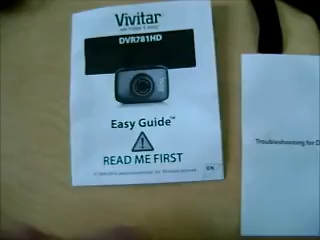 Vivitar
DVR781HD
Easy Guide™
READ ME FIRST
EN
Troubleshooting for D